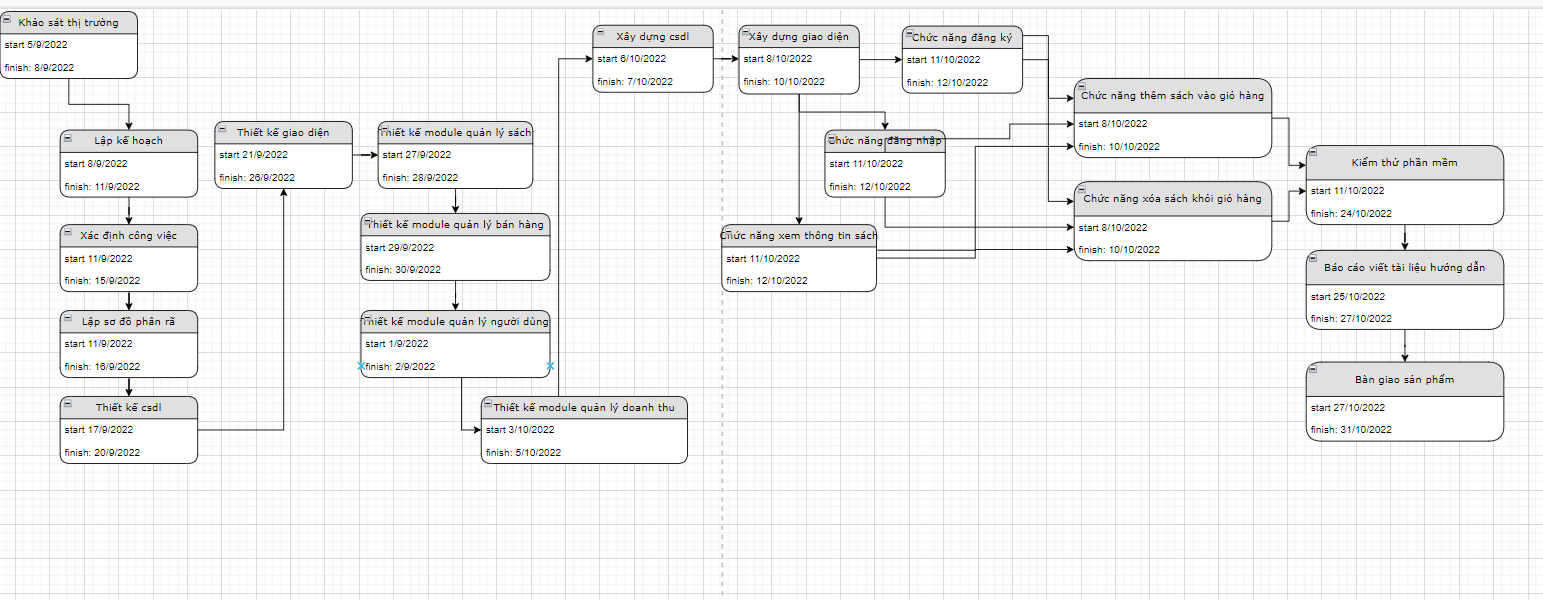 Khảo sát thị trường
start 5/9/2022
finish: 8/9/2022
Lập kế hoạch
start 8/9/2022
finish: 11/9/2022
Xác định công việc
start 11/9/2022
finish: 15/9/2022
Lập sơ đồ phân rã
start 11/9/2022
finish: 16/9/2022
Thiết kế csdl
start 17/9/2022
finish: 20/9/2022
Thiết kế giao diện
start 21/9/2022
finish: 26/9/2022
Thiết kế module quản lý sách
start 27/9/2022
finish: 28/9/2022
Thiết kế module quản lý bán hàng
start 29/9/2022
finish: 30/9/2022
Thiết kế module quản lý người dùng
start 1/9/2022
finish: 2/9/2022
Thiết kế module quản lý doanh thu
start 3/10/2022
finish: 5/10/2022
Xây dựng csdl
start 6/10/2022
finish: 7/10/2022
Xây dựng giao diện
start 8/10/2022
finish: 10/10/2022
Chức năng đăng ký
start 11/10/2022
finish: 12/10/2022
Chức năng đăng nhập
start 11/10/2022
finish: 12/10/2022
Chức năng xem thông tin sách
start 11/10/2022
finish: 12/10/2022
Chức năng thêm sách vào giỏ hàng
start 8/10/2022
finish: 10/10/2022
Chức năng xóa sách khỏi giỏ hàng
start 8/10/2022
finish: 10/10/2022
Kiểm thử phần mềm
start 11/10/2022
finish: 24/10/2022
Báo cáo viết tài liệu hướng dẫn
start 25/10/2022
finish: 27/10/2022
Bàn giao sản phẩm
start 27/10/2022
finish: 31/10/2022